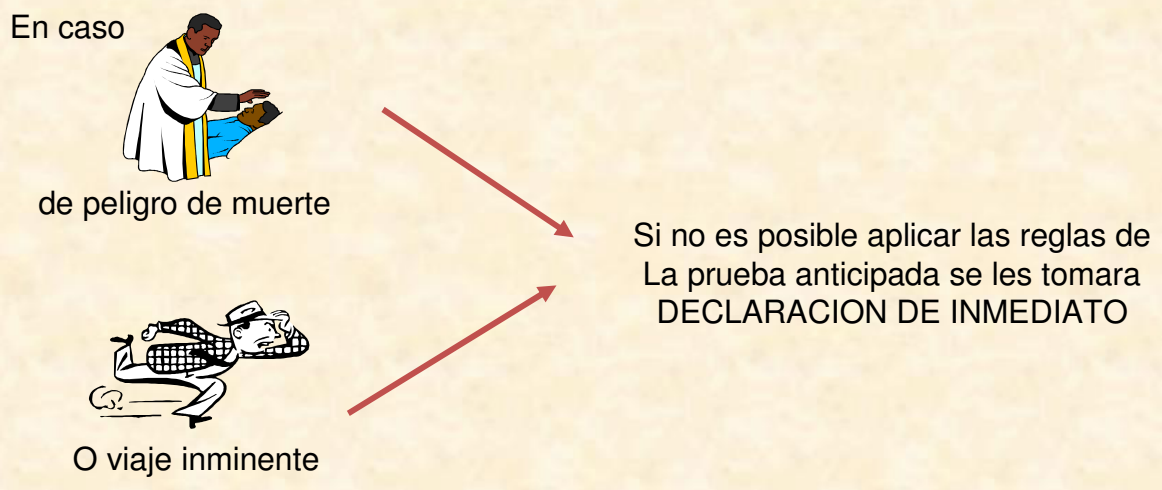 En caso
de peligro de muerte
O viaje inminente
Si no es posible aplicar las reglas de
La prueba anticipada se les tomara
DECLARACION DE INMEDIATO